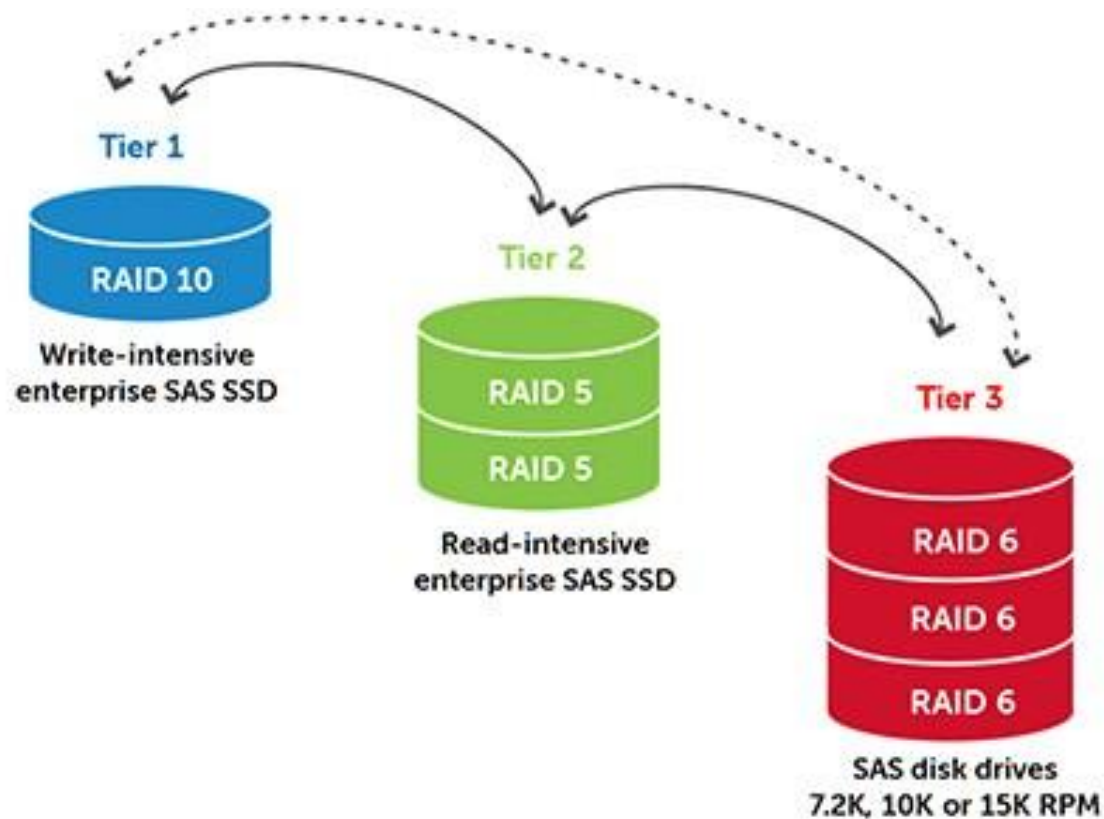 Tier 1
RAID 10
Write-intensive
enterprise SAS SSD
Tier 2
RAID 5
RAID 5
Read-intensive
enterprise SAS SSD
Tier 3
RAID 6
RAID 6
RAID 6
SAS disk drives
7.2K, 10K or 15K RPM